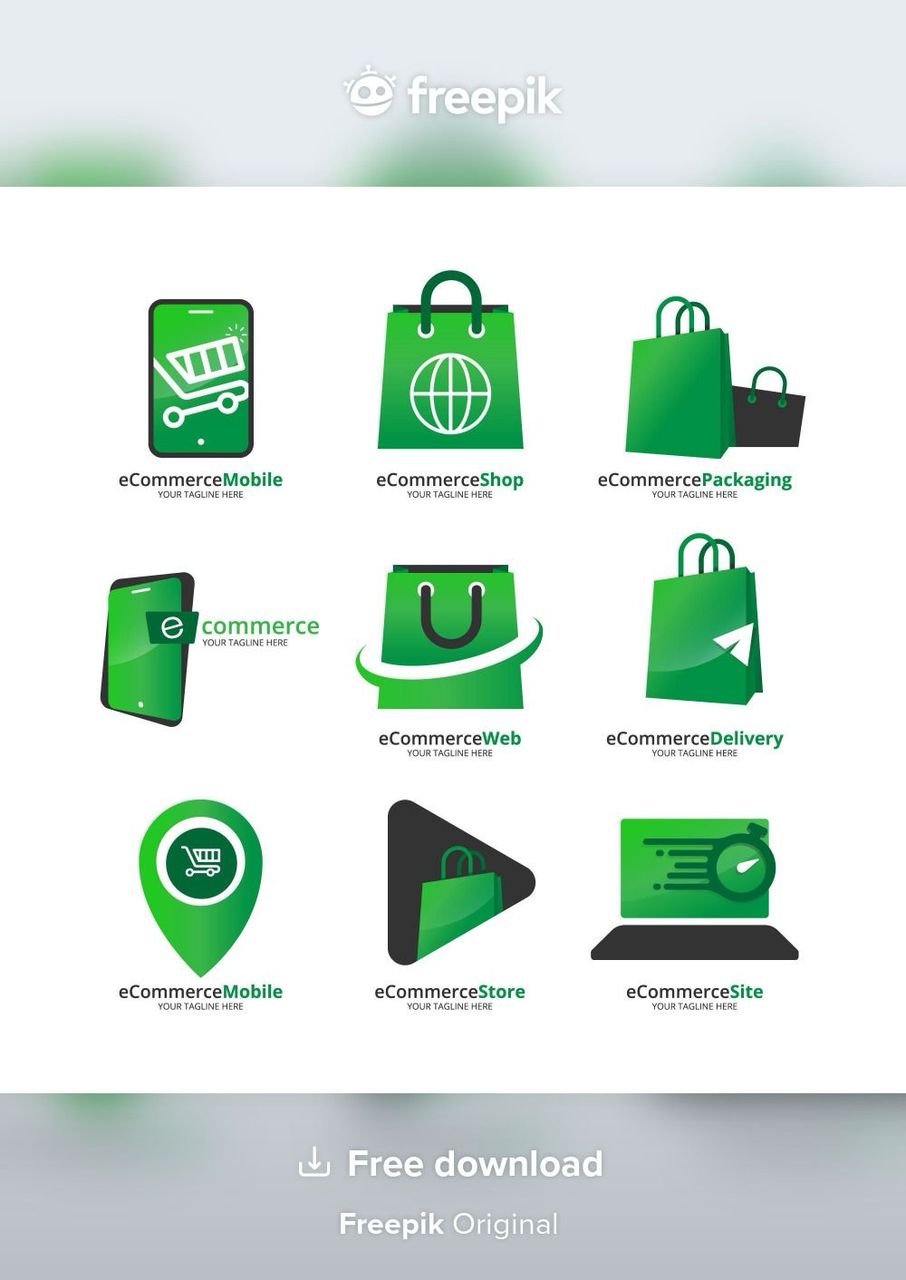 freepik
eCommerceMobile
YOUR TAGLINE HERE
eCommerceShop
YOUR TAGLINE HERE
eCommercePackaging
YOUR TAGLINE HERE
e commerce
YOUR TAGLINE HERE
eCommerceWeb
YOUR TAGLINE HERE
eCommerceDelivery
YOUR TAGLINE HERE
eCommerceMobile
YOUR TAGLINE HERE
eCommerceStore
YOUR TAGLINE HERE
eCommerceSite
YOUR TAGLINE HERE
Free download
Freepik Original